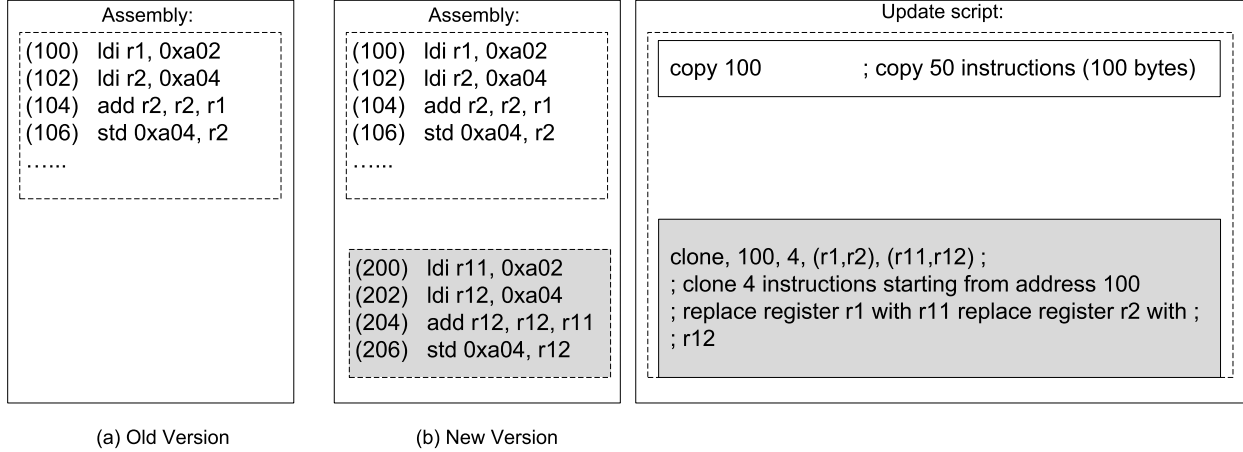 Assembly:
(100) ldi r1, 0xa02
(102) ldi r2, 0xa04
(104) add r2, r2, r1
(106) std 0xa04, r2
…...
(a) Old Version
Assembly:
(100) ldi r1, 0xa02
(102) ldi r2, 0xa04
(104) add r2, r2, r1
(106) std 0xa04, r2
…...
(200) ldi r11, 0xa02
(202) ldi r12, 0xa04
(204) add r12, r12, r11
(206) std 0xa04, r12
(b) New Version
Update script:
copy 100 ; copy 50 instructions (100 bytes)
clone, 100, 4, (r1,r2), (r11,r12) ;
; clone 4 instructions starting from address 100
; replace register r1 with r11 replace register r2 with ;
; r12